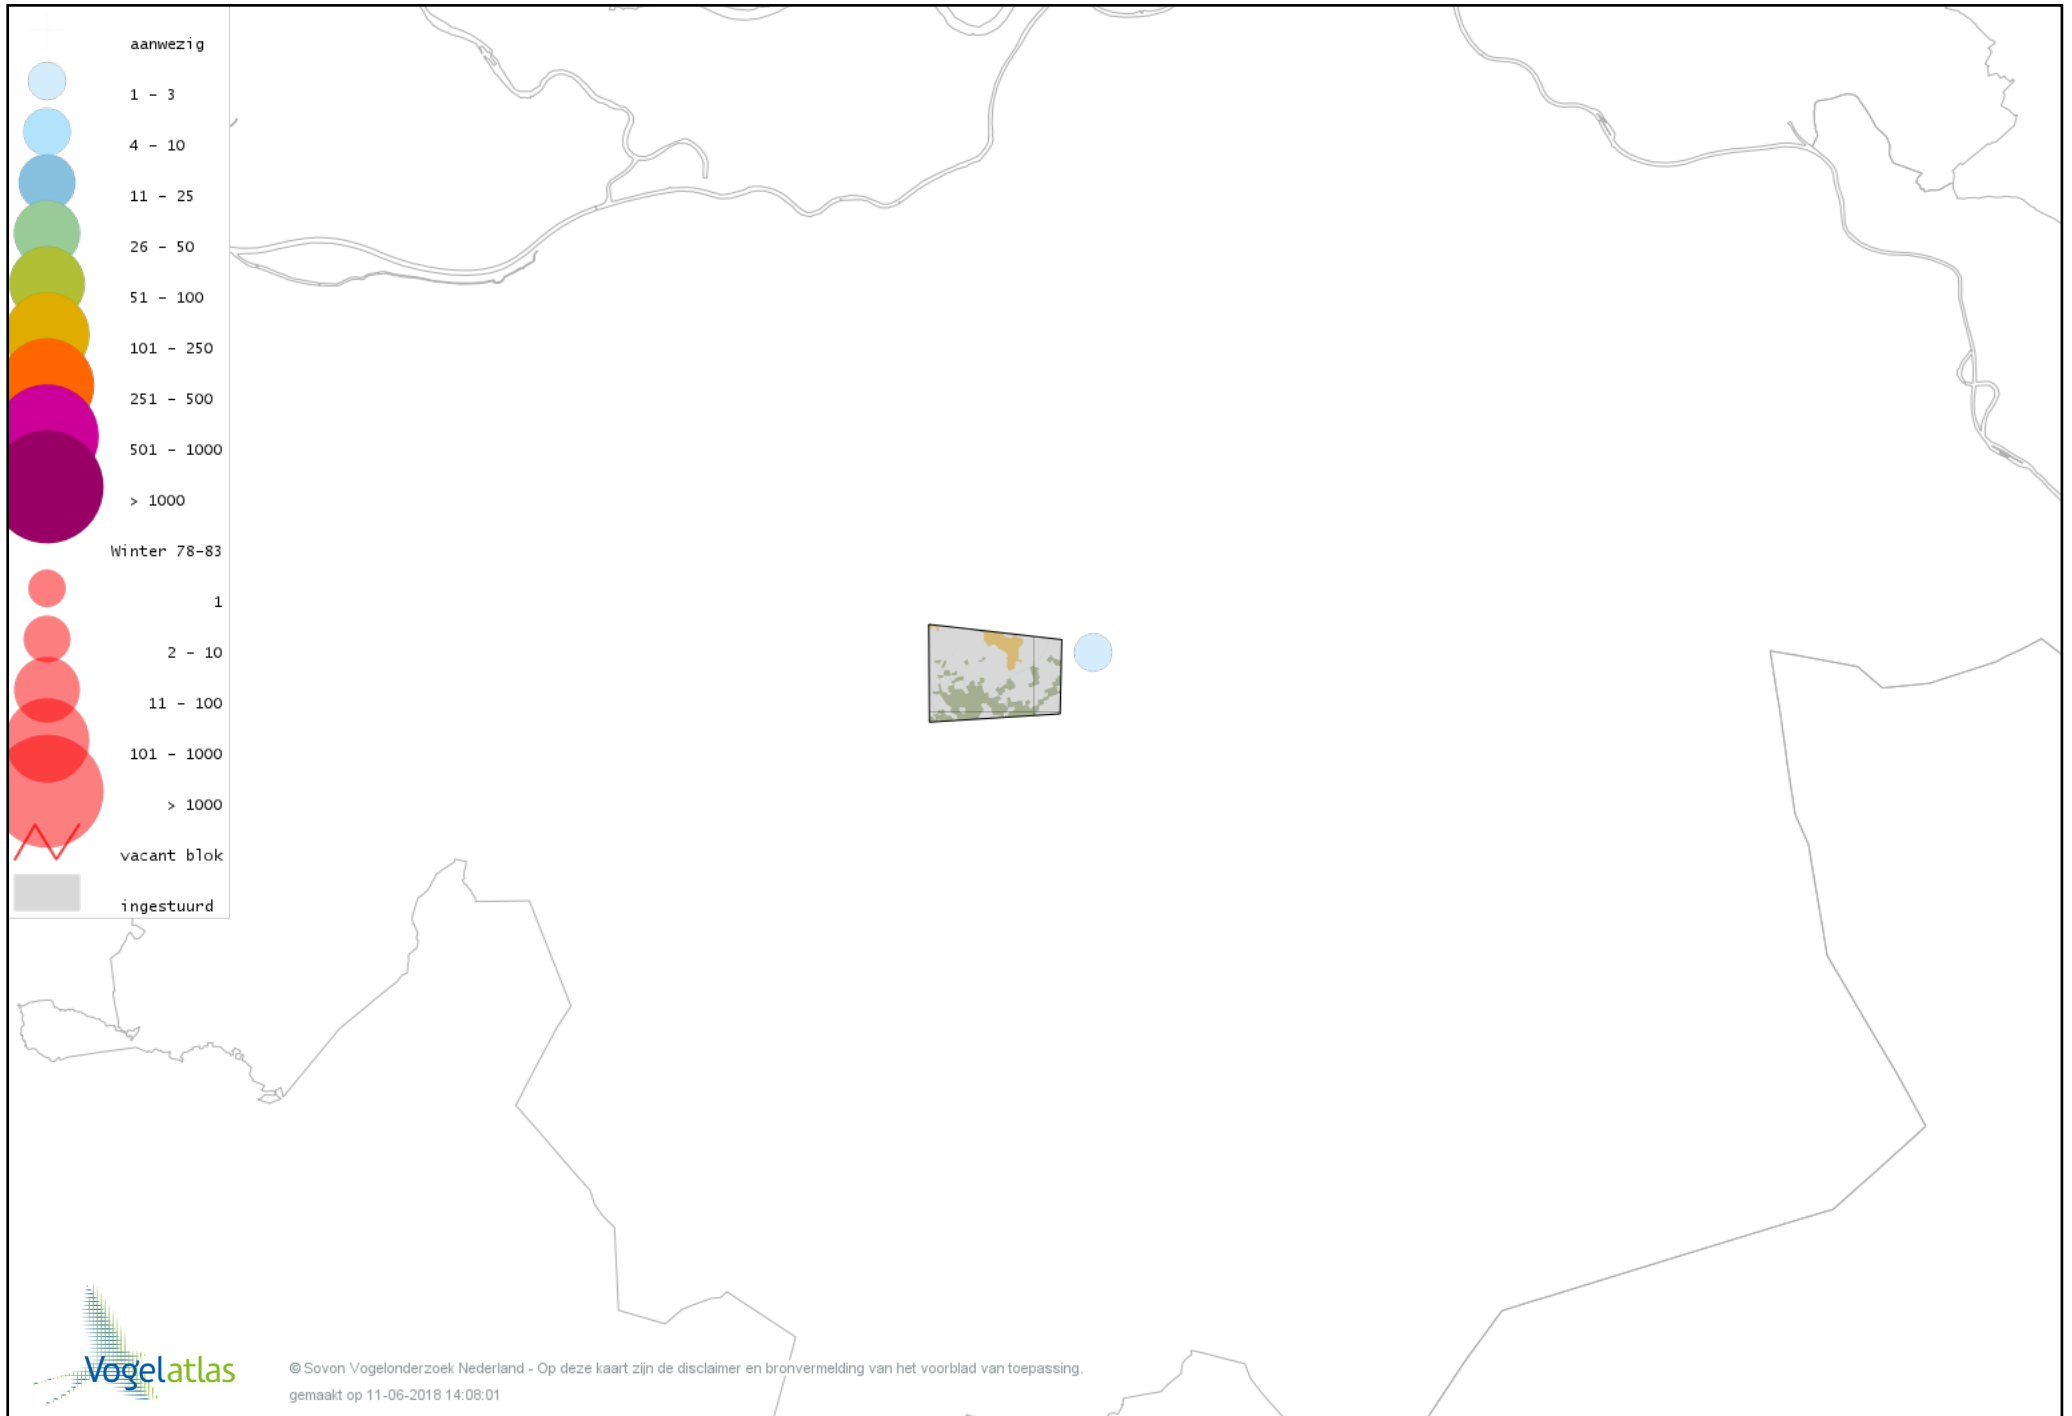 aanwezig
1 - 3
4 - 10
11 - 25
26 - 50
51 - 100
101 - 250
251 - 500
501 - 1000
> 1000
Winter 78-83
1
2 - 10
11 - 100
101 - 1000
> 1000
vacant blok
ingestuurd
Vogelatlas
© Sovon Vogelonderzoek Nederland - Op deze kaart zijn de disclaimer en bronvermelding van het voorblad van toepassing.
gemaakt op 11-06-2018 14:08:01